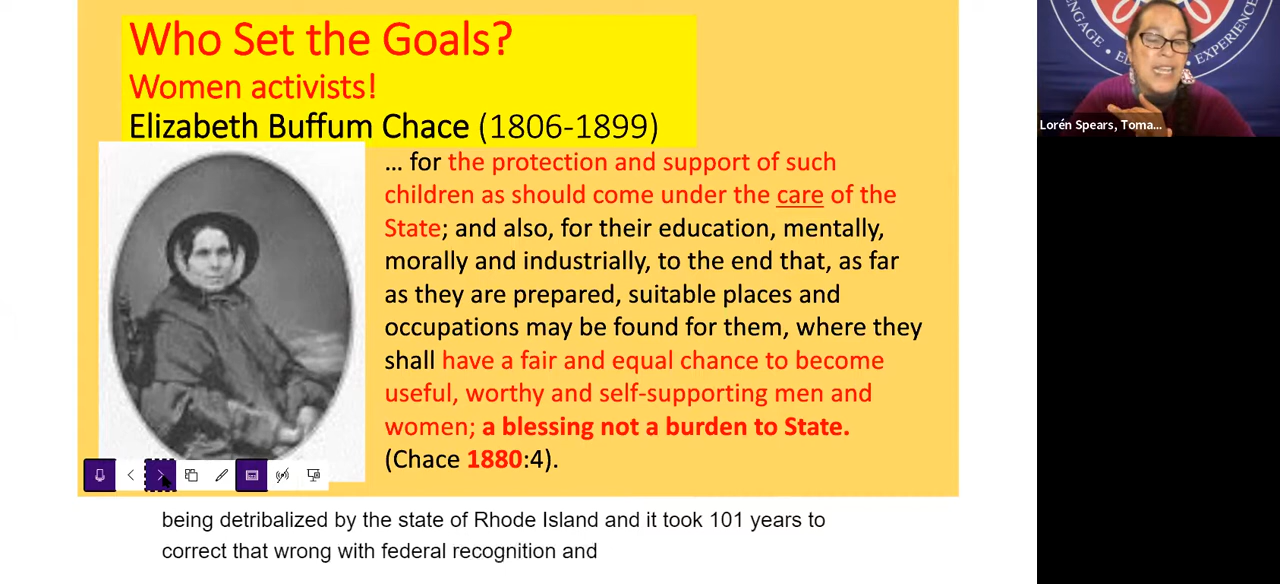 Who Set the Goals?
Women activists!
Elizabeth Buffum Chace (1806-1899)
... for the protection and support of such
children as should come under the care of the
State; and also, for their education, mentally,
morally and industrially, to the end that, as far
as they are prepared, suitable places and
occupations may be found for them, where they
shall have a fair and equal chance to become
useful, worthy and self-supporting men and
women; a blessing not a burden to State.
(Chace 1880:4).
being detribalized by the state of Rhode Island and it took 101 years to
correct that wrong with federal recognition and
ENGAGE • EXPERIENCE
Lorén Spears, Toma...